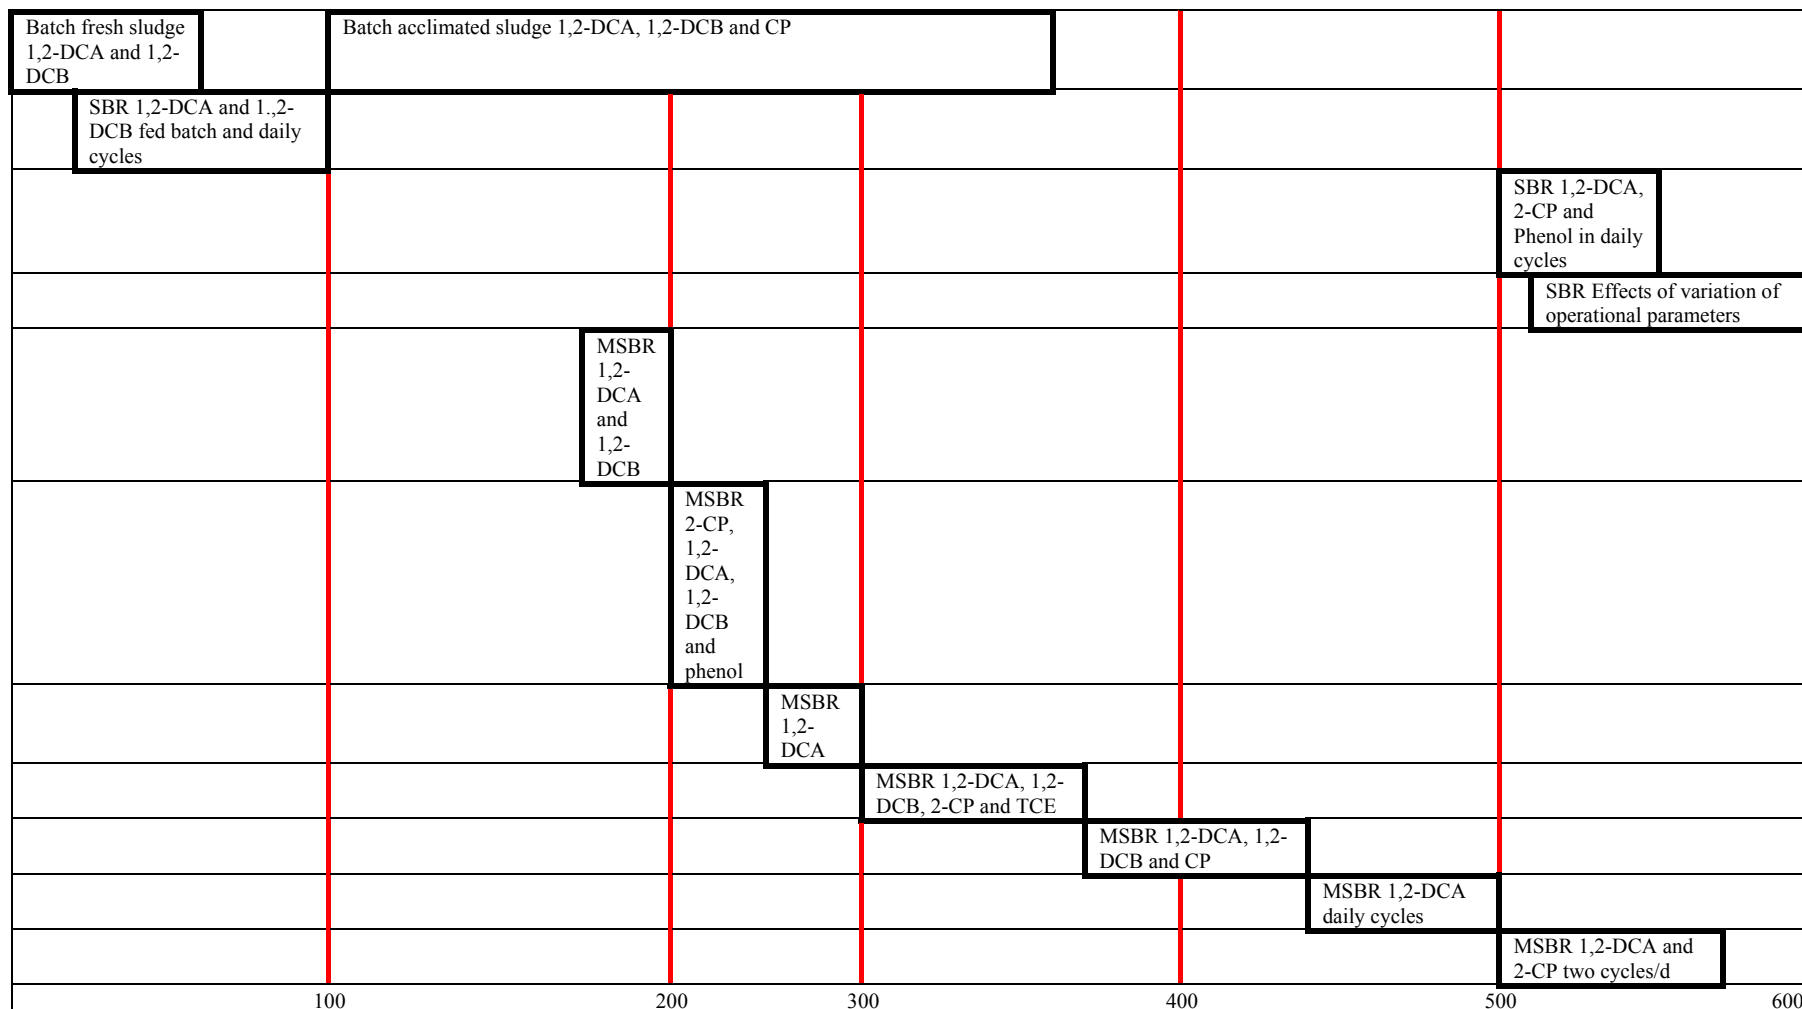 Batch fresh sludge
1,2-DCA and 1,2-
DCB
Batch acclimated sludge 1,2-DCA, 1,2-DCB and CP
SBR 1,2-DCA and 1.,2-
DCB fed batch and daily
cycles
SBR 1,2-DCA,
2-CP and
Phenol in daily
cycles
SBR Effects of variation of
operational parameters
MSBR
1,2-
DCA
and
1,2-
DCB
MSBR
2-CP,
1,2-
DCA,
1,2-
DCB
and
phenol
MSBR
1,2-
DCA
MSBR 1,2-DCA, 1,2-
DCB, 2-CP and TCE
MSBR 1,2-DCA, 1,2-
DCB and CP
MSBR 1,2-DCA
daily cycles
MSBR 1,2-DCA and
2-CP two cycles/d
100 200 300 400 500 600